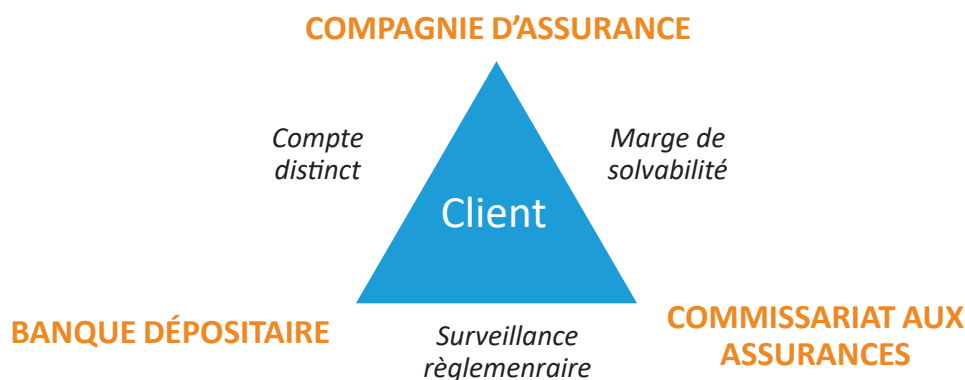 COMPAGNIE D'ASSURANCE
Compte
distinct
Marge de
solvabilité
Client
BANQUE DÉPOSITAIRE
Surveillance
règlemenraire
COMMISSARIAT AUX
ASSURANCES